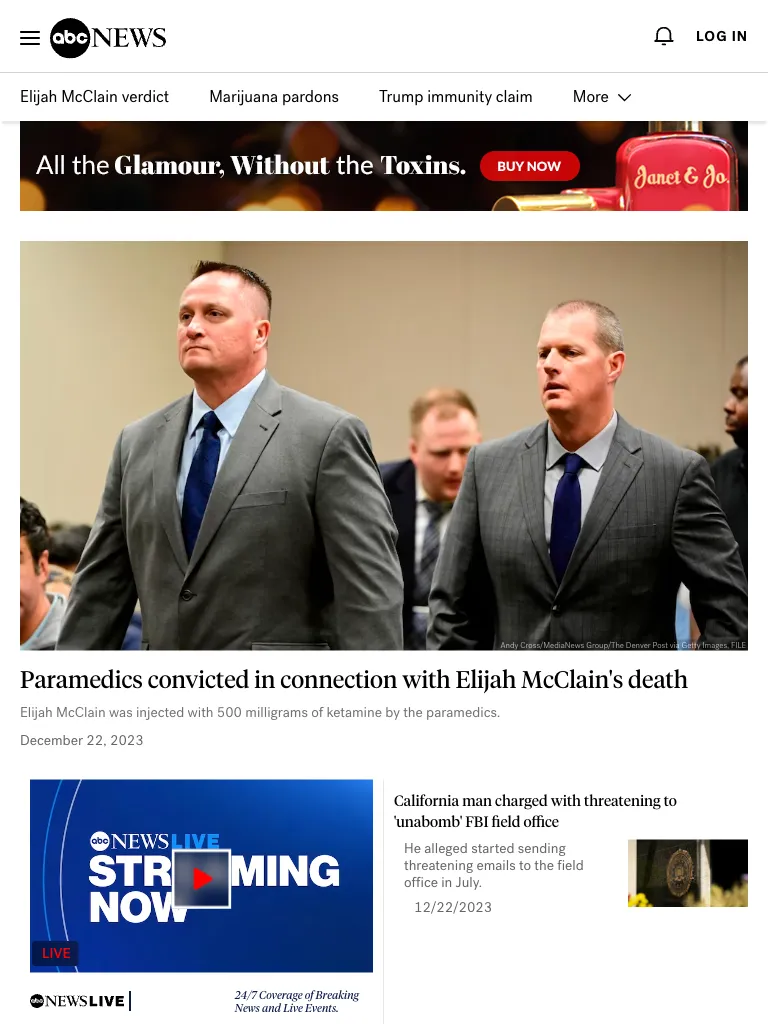 abc NEWS
LOG IN
Elijah McClain verdict
Marijuana pardons
Trump immunity claim
More
All the Glamour, Without the Toxins.
BUY NOW
Janet & Jo.
Andy Cross/MediaNews Group/The Denver Post via Getty Images, FILE
Paramedics convicted in connection with Elijah McClain's death
Elijah McClain was injected with 500 milligrams of ketamine by the paramedics.
December 22, 2023
abc NEWS LIVE
STR MING
NOW
LIVE
abc NEWS LIVE
24/7 Coverage of Breaking
News and Live Events.
California man charged with threatening to
'unabomb' FBI field office
He alleged started sending
threatening emails to the field
office in July.
12/22/2023